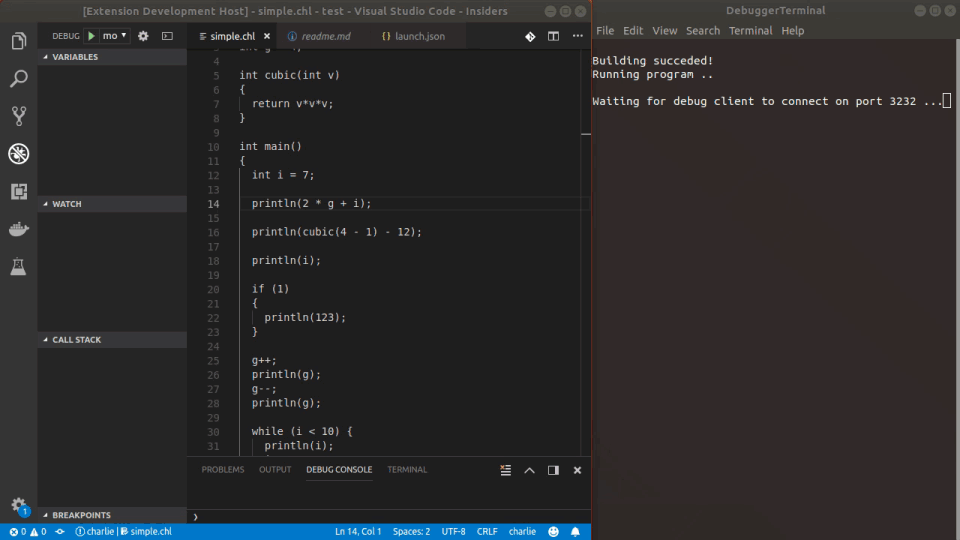 [Extension Development Host] - simple.chl - test - Visual Studio Code - Insiders
DEBUG mo
simple.chl readme.md launch.json
VARIABLES
WATCH
CALL STACK
BREAKPOINTS
4
5 int cubic(int v)
6 {
7 return v*v*v;
8 }
9
10 int main()
11 {
12 int i = 7;
13
14 println(2 * g + i);
15
16 println(cubic(4 - 1) - 12);
17
18 println(i);
19
20 if (1)
21 {
22 println(123);
23 }
24
25 g++;
26 println(g);
27 g--;
28 println(g);
29
30 while (i < 10) {
31 println(i);
PROBLEMS OUTPUT DEBUG CONSOLE TERMINAL
1
0 0 charlie | simple.chl Ln 14, Col 1 Spaces: 2 UTF-8 CRLF charlie
DebuggerTerminal
File Edit View Search Terminal Help
Building succeded!
Running program ..
Waiting for debug client to connect on port 3232 ...